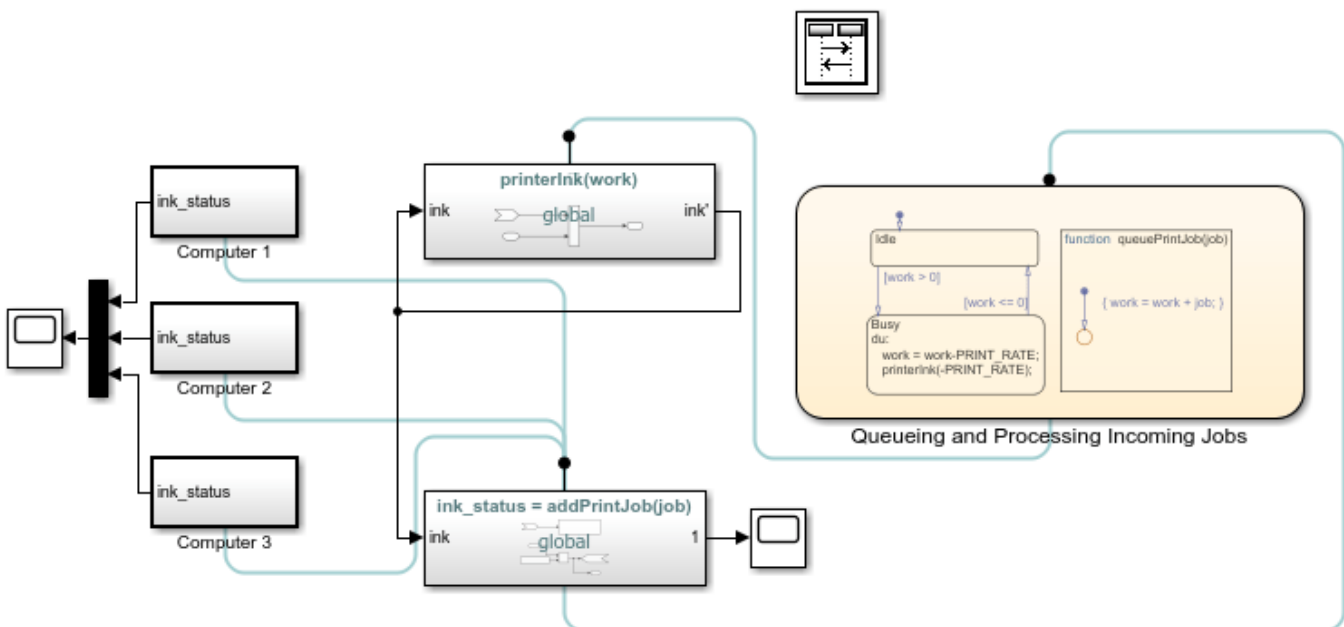 ink_status
Computer 1
ink_status
Computer 2
ink_status
Computer 3
printerInk(work)
ink
global
ink'
ink_status = addPrintJob(job)
ink
global
1
Idle
[work > 0]
[work <= 0]
Busy
du:
work = work-PRINT_RATE;
printerInk(-PRINT_RATE);
function queuePrintJob(job)
{ work = work + job; }
Queueing and Processing Incoming Jobs